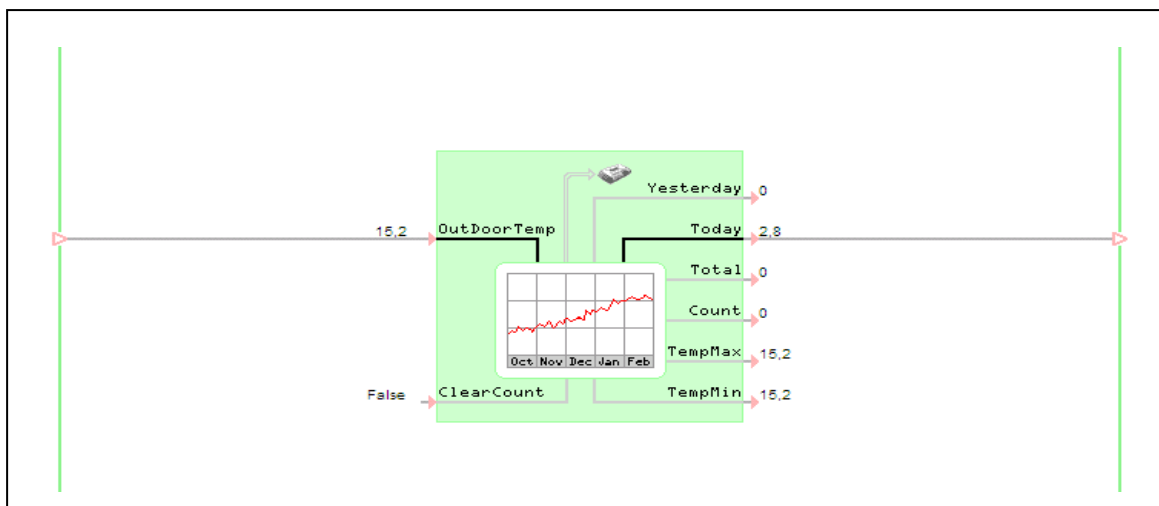 Yesterday 0
15,2 OutDoorTemp Today 2,8
Total 0
Count 0
Oct Nov Dec Jan Feb
TempMax 15,2
False ClearCount TempMin 15,2